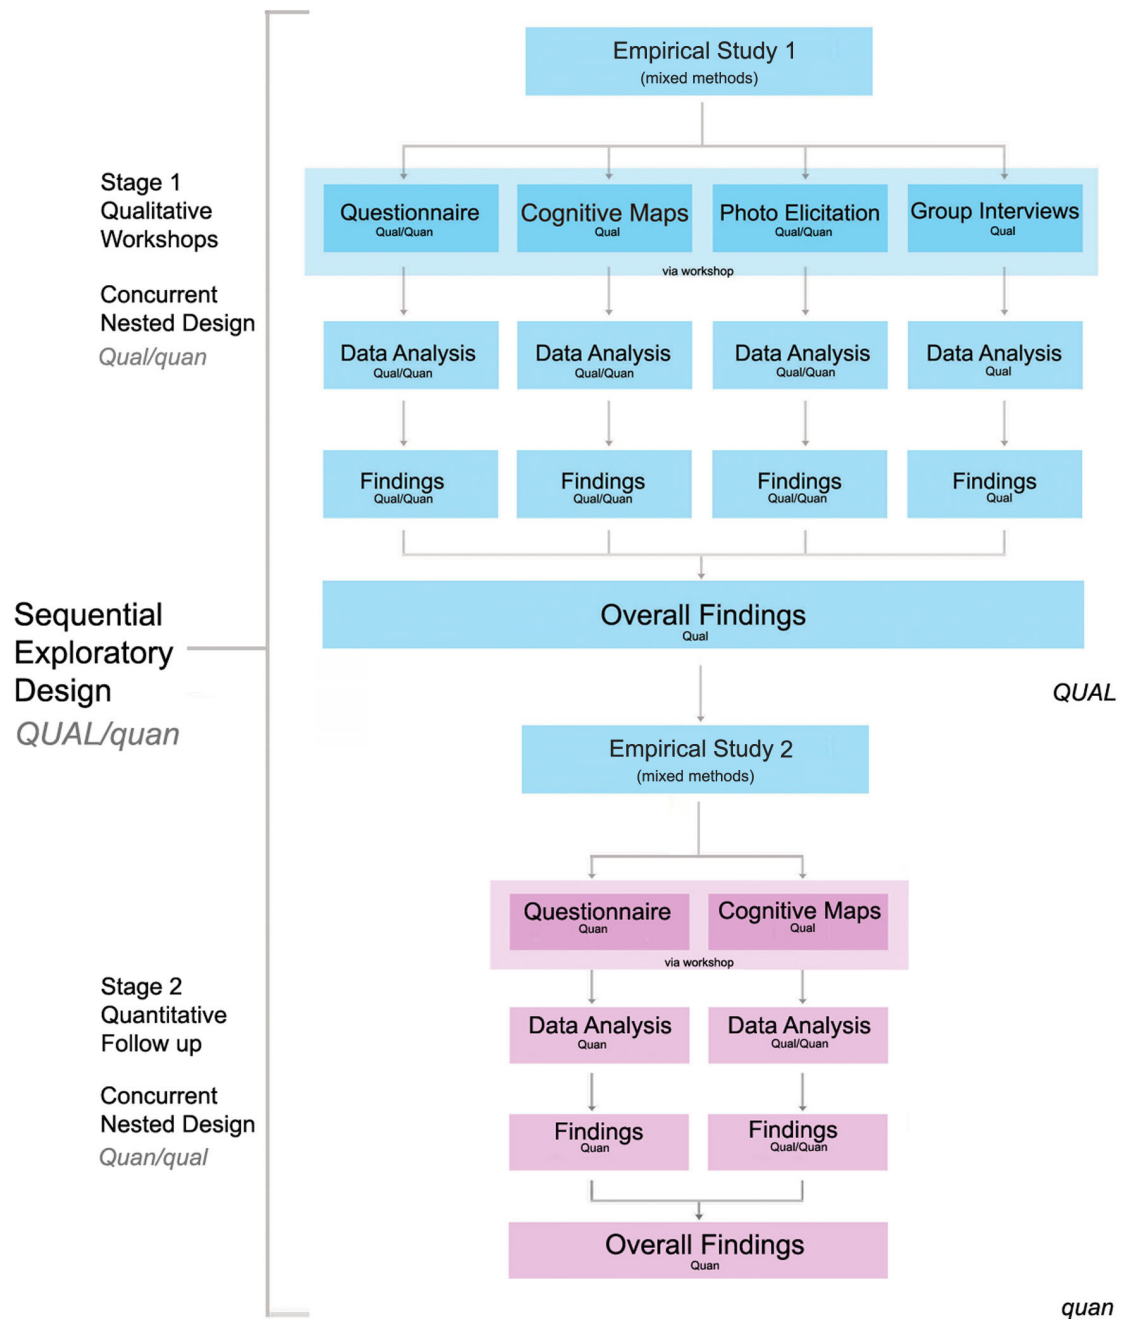 Empirical Study 1
(mixed methods)
Stage 1
Qualitative
Workshops
Concurrent
Nested Design
Qual/quan
Questionnaire
Qual/Quan
Cognitive Maps
Qual
Photo Elicitation
Qual/Quan
Group Interviews
Qual
via workshop
Data Analysis
Qual/Quan
Data Analysis
Qual/Quan
Data Analysis
Qual/Quan
Data Analysis
Qual
Findings
Qual/Quan
Findings
Qual/Quan
Findings
Qual/Quan
Findings
Qual
Overall Findings
Qual
QUAL
Sequential
Exploratory
Design
QUAL/quan
Empirical Study 2
(mixed methods)
Stage 2
Quantitative
Follow up
Concurrent
Nested Design
Quan/qual
Questionnaire
Quan
Cognitive Maps
Qual
via workshop
Data Analysis
Quan
Data Analysis
Qual/Quan
Findings
Quan
Findings
Qual/Quan
Overall Findings
Quan
quan